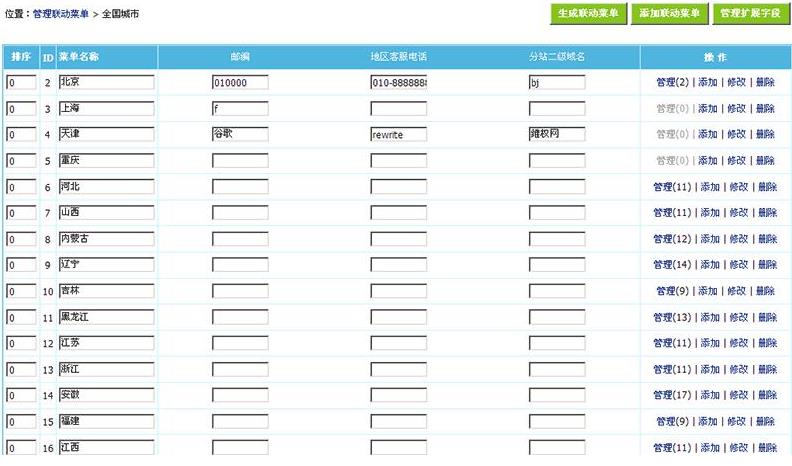 位置：管理联动菜单 > 全国城市
生成联动菜单 添加联动菜单 管理扩展字段
排序 ID 菜单名称 邮编 地区客服电话 分站二级域名 操 作
0 2 北京 010000 010-8888888 bj 管理(2) | 添加 | 修改 | 删除
0 3 上海 f 管理(0) | 添加 | 修改 | 删除
0 4 天津 谷歌 rewrite 维权网 管理(0) | 添加 | 修改 | 删除
0 5 重庆 管理(0) | 添加 | 修改 | 删除
0 6 河北 管理(11) | 添加 | 修改 | 删除
0 7 山西 管理(11) | 添加 | 修改 | 删除
0 8 内蒙古 管理(12) | 添加 | 修改 | 删除
0 9 辽宁 管理(14) | 添加 | 修改 | 删除
0 10 吉林 管理(9) | 添加 | 修改 | 删除
0 11 黑龙江 管理(13) | 添加 | 修改 | 删除
0 12 江苏 管理(11) | 添加 | 修改 | 删除
0 13 浙江 管理(11) | 添加 | 修改 | 删除
0 14 安徽 管理(17) | 添加 | 修改 | 删除
0 15 福建 管理(9) | 添加 | 修改 | 删除
0 16 江西 管理(11) | 添加 | 修改 | 删除